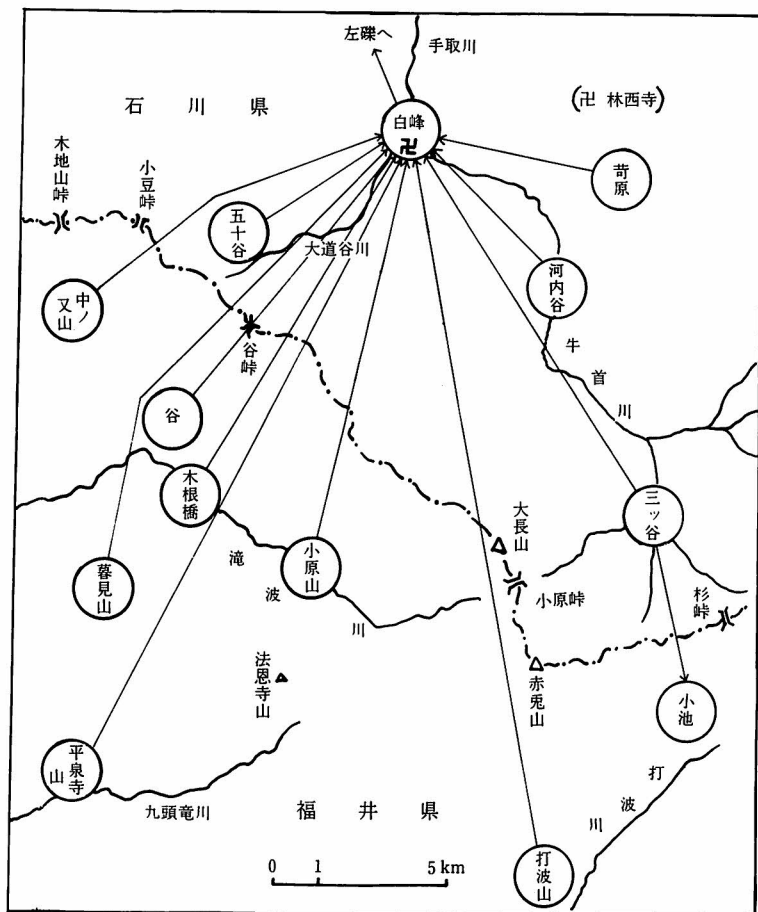 左礫へ
手取川
石川県
(卍 林西寺)
白峰
卍
木地山峠
小豆峠
苛原
五十谷
大道谷川
河内谷
中ノ又山
谷峠
牛首川
谷
木根橋
三ッ谷
大長山
暮見山
滝波川
小原山
小原峠
杉峠
法恩寺山
赤兎山
小池
平泉寺山
九頭竜川
福井県
打波川
打波山
0 1 5km